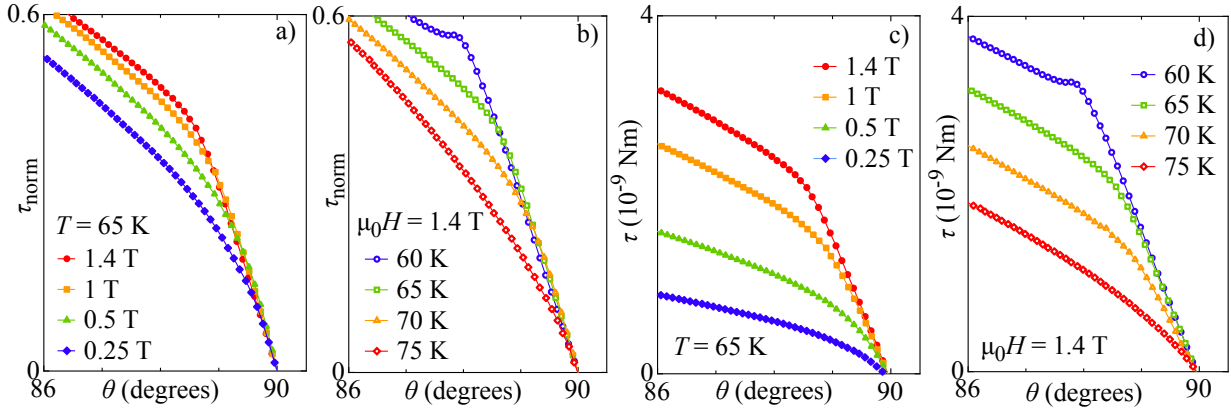 0.6
a)
τnorm
T = 65 K
1.4 T
1 T
0.5 T
0.25 T
0
86
θ (degrees)
90
0.6
b)
τnorm
μ0H = 1.4 T
60 K
65 K
70 K
75 K
0
86
θ (degrees)
90
4
c)
1.4 T
1 T
0.5 T
0.25 T
τ (10-9 Nm)
T = 65 K
0
86
θ (degrees)
90
4
d)
60 K
65 K
70 K
75 K
τ (10-9 Nm)
μ0H = 1.4 T
0
86
θ (degrees)
90